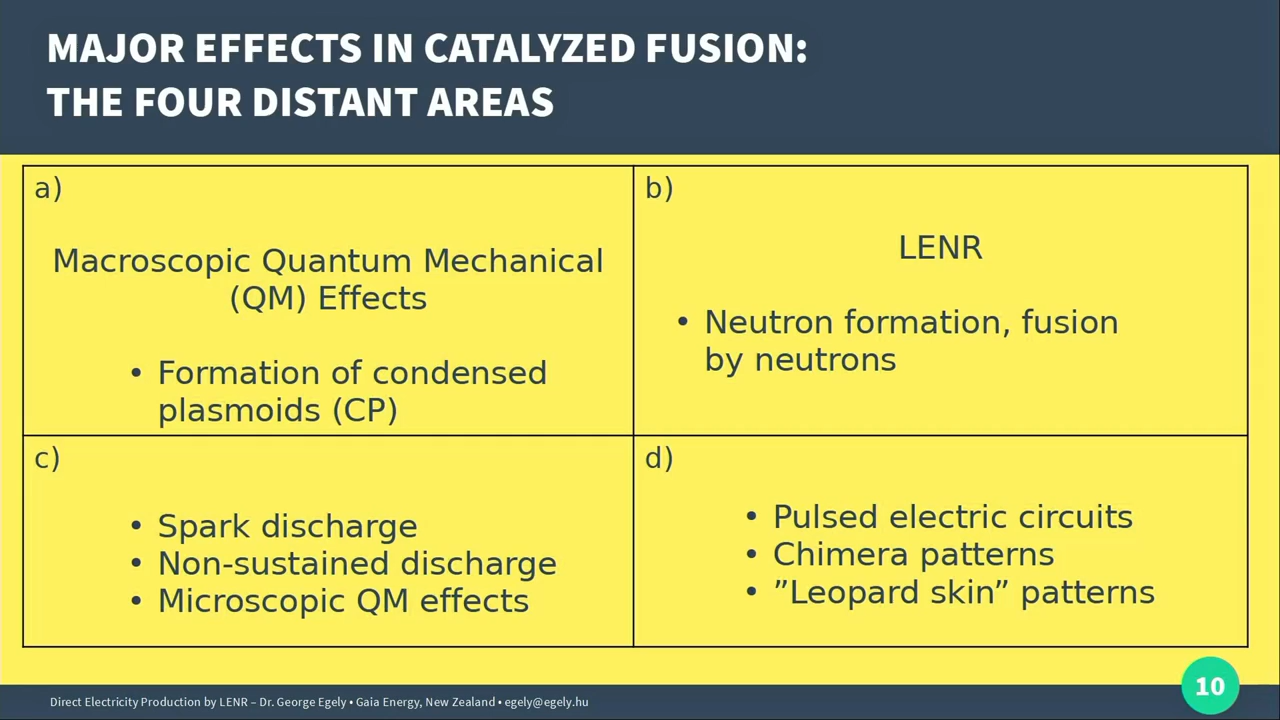 MAJOR EFFECTS IN CATALYZED FUSION:
THE FOUR DISTANT AREAS
a)
Macroscopic Quantum Mechanical
(QM) Effects
• Formation of condensed
plasmoids (CP)
b)
LENR
• Neutron formation, fusion
by neutrons
c)
• Spark discharge
• Non-sustained discharge
• Microscopic QM effects
d)
• Pulsed electric circuits
• Chimera patterns
• ”Leopard skin” patterns
Direct Electricity Production by LENR – Dr. George Egely • Gaia Energy, New Zealand • egely@egely.hu
10